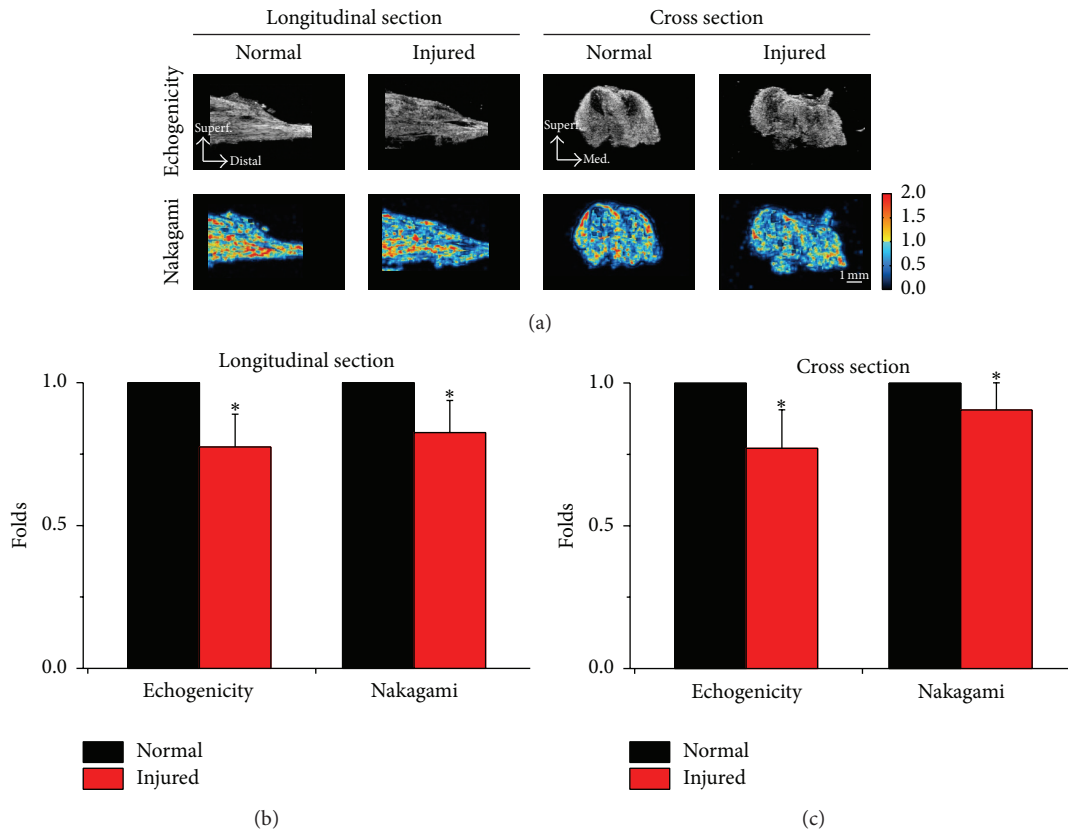 Longitudinal section
Cross section
Normal
Injured
Normal
Injured
Echogenicity
Superf.
Distal
Superf.
Med.
Nakagami
1 mm
2.0
1.5
1.0
0.5
0.0
(a)
Longitudinal section
1.0
0.5
0.0
Folds
*
*
Echogenicity
Nakagami
Normal
Injured
(b)
Cross section
1.0
0.5
0.0
Folds
*
*
Echogenicity
Nakagami
Normal
Injured
(c)